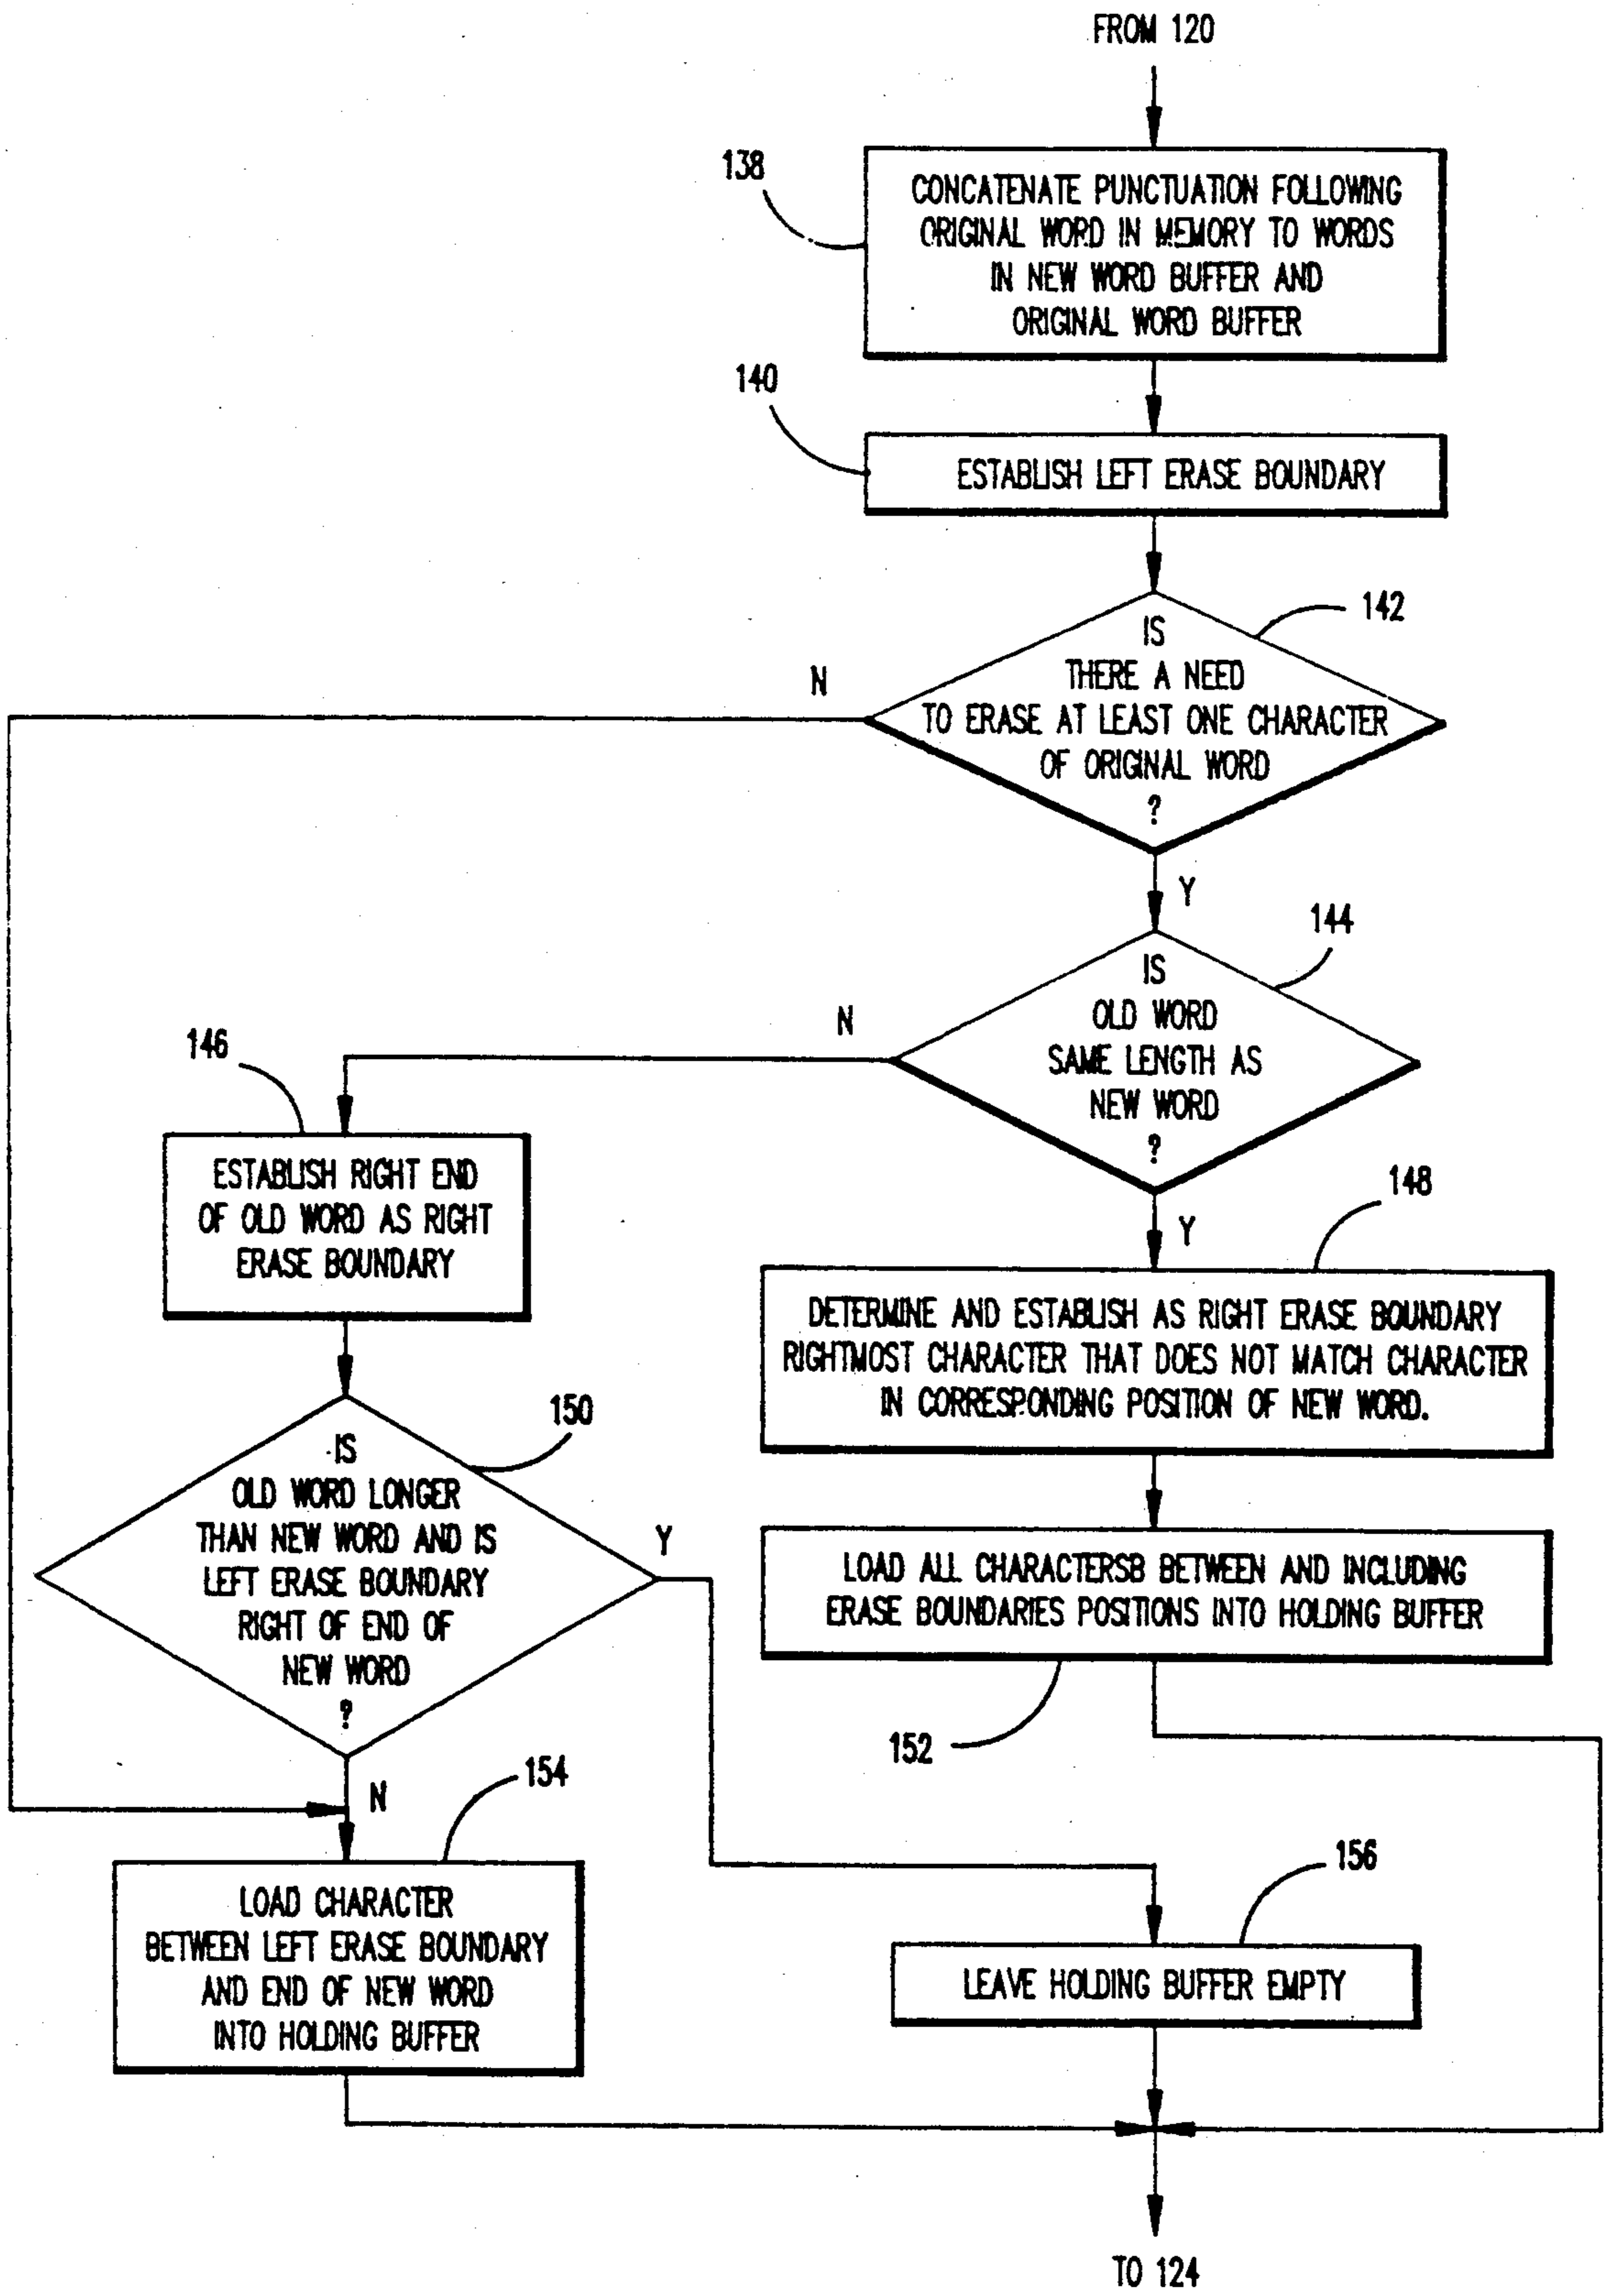 FROM 120
138
CONCATENATE PUNCTUATION FOLLOWING
ORIGINAL WORD IN MEMORY TO WORDS
IN NEW WORD BUFFER AND
ORIGINAL WORD BUFFER
140
ESTABLISH LEFT ERASE BOUNDARY
142
IS
THERE A NEED
TO ERASE AT LEAST ONE CHARACTER
OF ORIGINAL WORD
?
N
Y
144
IS
OLD WORD
SAME LENGTH AS
NEW WORD
?
N
Y
146
ESTABLISH RIGHT END
OF OLD WORD AS RIGHT
ERASE BOUNDARY
148
DETERMINE AND ESTABLISH AS RIGHT ERASE BOUNDARY
RIGHTMOST CHARACTER THAT DOES NOT MATCH CHARACTER
IN CORRESPONDING POSITION OF NEW WORD.
150
IS
OLD WORD LONGER
THAN NEW WORD AND IS
LEFT ERASE BOUNDARY
RIGHT OF END OF
NEW WORD
?
Y
N
LOAD ALL CHARACTERSB BETWEEN AND INCLUDING
ERASE BOUNDARIES POSITIONS INTO HOLDING BUFFER
152
154
LOAD CHARACTER
BETWEEN LEFT ERASE BOUNDARY
AND END OF NEW WORD
INTO HOLDING BUFFER
156
LEAVE HOLDING BUFFER EMPTY
TO 124